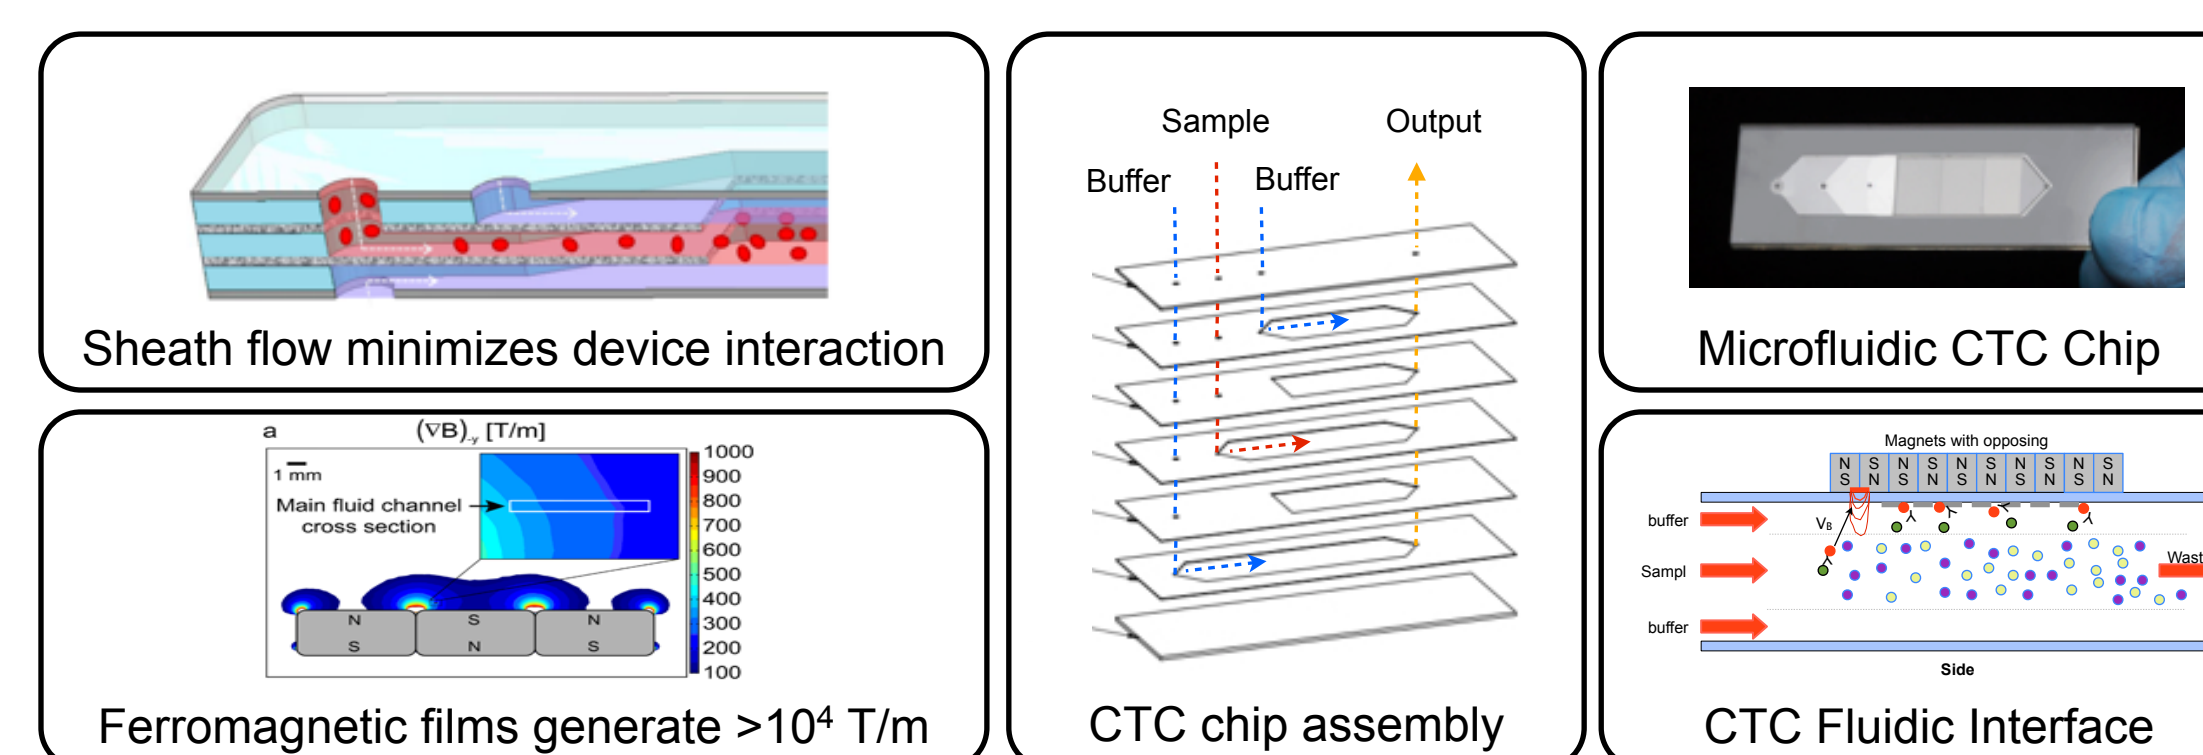 Sheath flow minimizes device interaction
a
(∇B)-y [T/m]
1 mm
Main fluid channel
cross section
1000
900
800
700
600
500
400
300
200
100
N S N
S N S
Ferromagnetic films generate >10⁴ T/m
Sample Output
Buffer Buffer
CTC chip assembly
Microfluidic CTC Chip
Magnets with opposing
N S N S N S N S N S
S N S N S N S N S N
buffer
VB
Sampl
Wast
buffer
Side
CTC Fluidic Interface